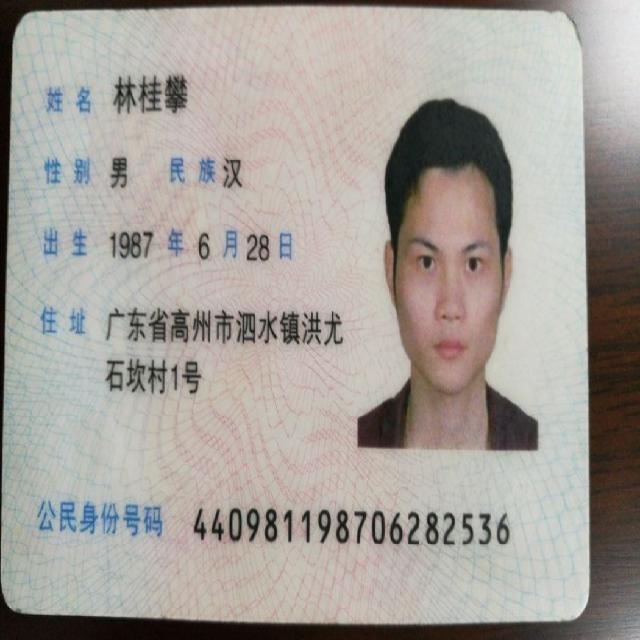 姓名 林桂攀
性别 男 民族 汉
出生 1987 年 6 月 28 日
住址 广东省高州市泗水镇洪尤
石坎村1号
公民身份号码 440981198706282536